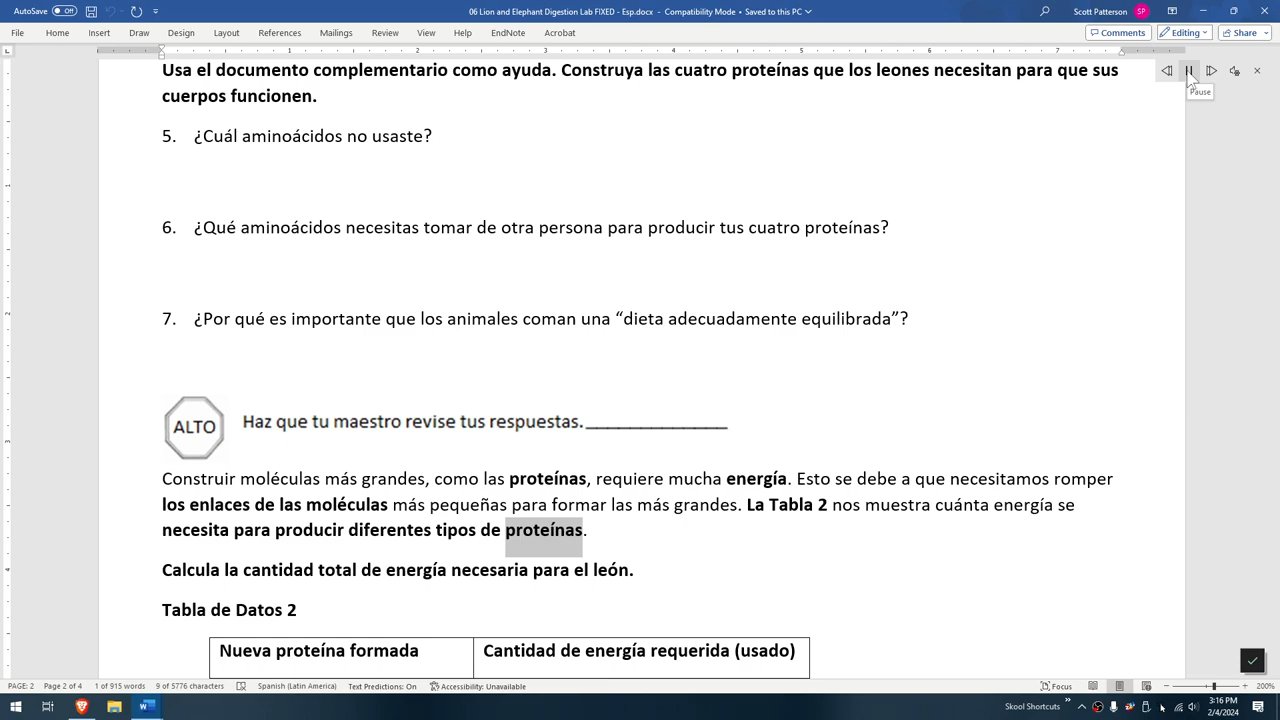 AutoSave Off 06 Lion and Elephant Digestion Lab FIXED - Esp.docx - Compatibility Mode • Saved to this PC Scott Patterson SP
File Home Insert Draw Design Layout References Mailings Review View Help EndNote Acrobat Comments Editing Share
L 1 2 3 4 5 6 7
Usa el documento complementario como ayuda. Construya las cuatro proteínas que los leones necesitan para que sus
cuerpos funcionen.
Pause
5. ¿Cuál aminoácidos no usaste?
6. ¿Qué aminoácidos necesitas tomar de otra persona para producir tus cuatro proteínas?
7. ¿Por qué es importante que los animales coman una “dieta adecuadamente equilibrada”?
ALTO Haz que tu maestro revise tus respuestas._____________
Construir moléculas más grandes, como las proteínas, requiere mucha energía. Esto se debe a que necesitamos romper
los enlaces de las moléculas más pequeñas para formar las más grandes. La Tabla 2 nos muestra cuánta energía se
necesita para producir diferentes tipos de proteínas.
Calcula la cantidad total de energía necesaria para el león.
Tabla de Datos 2
Nueva proteína formada Cantidad de energía requerida (usado)
PAGE: 2 Page 2 of 4 1 of 915 words 9 of 5776 characters Spanish (Latin America) Text Predictions: On Accessibility: Unavailable Focus 200%
Skool Shortcuts 3:16 PM
2/4/2024